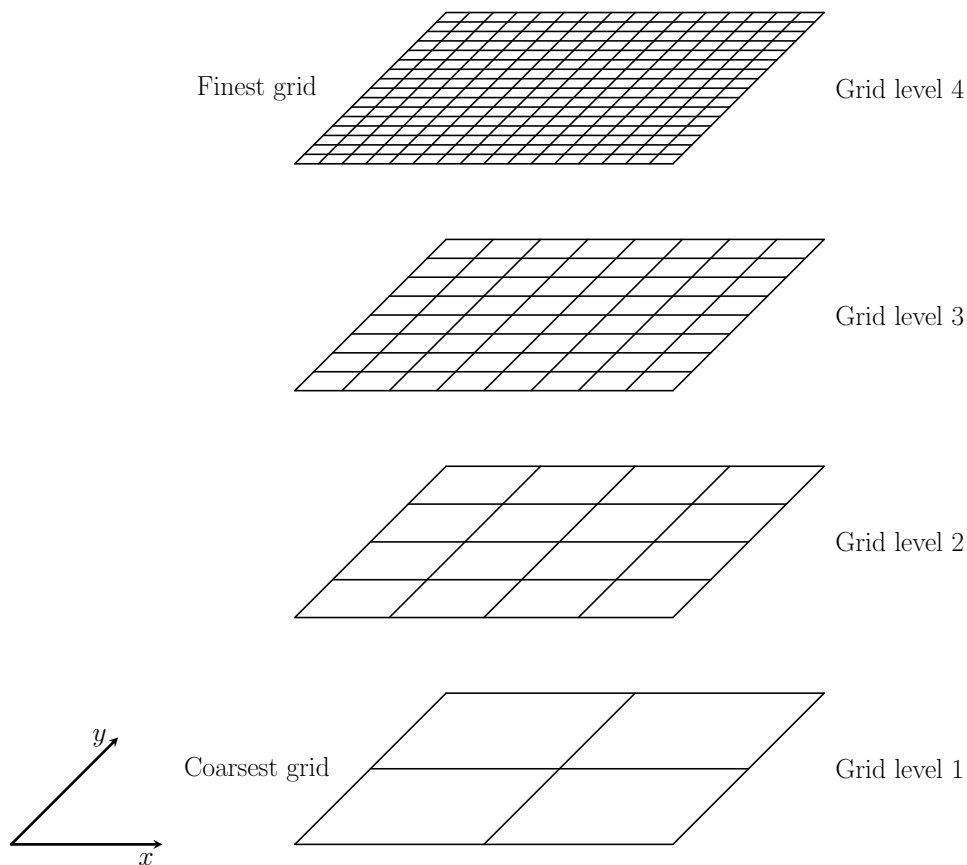 Finest grid
Grid level 4
Grid level 3
Grid level 2
y
Coarsest grid
Grid level 1
x